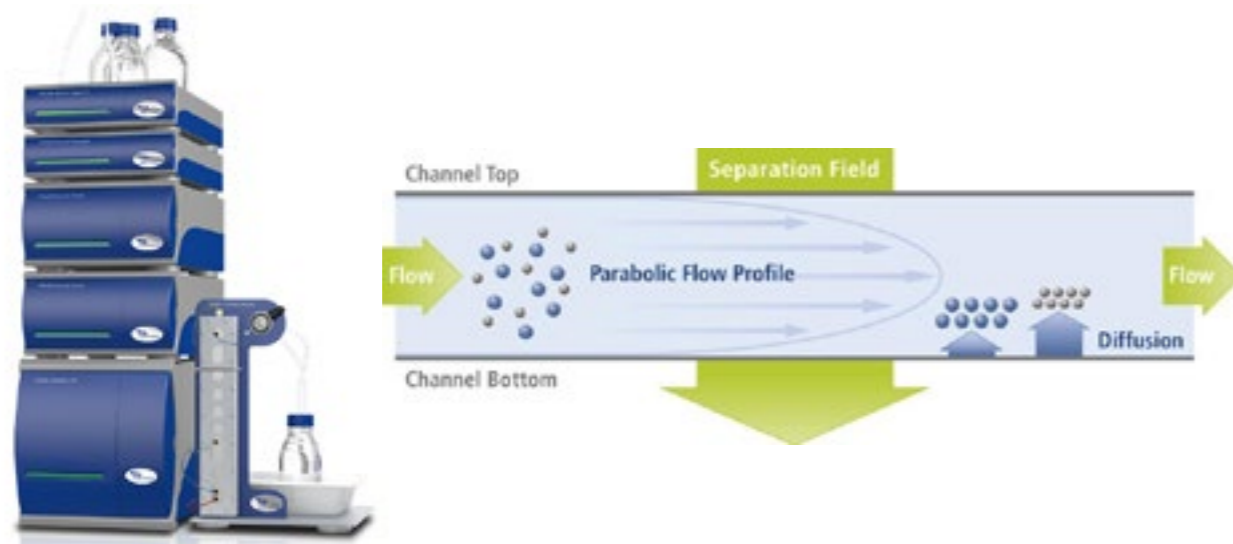 Channel Top
Separation Field
Flow
Parabolic Flow Profile
Flow
Diffusion
Channel Bottom